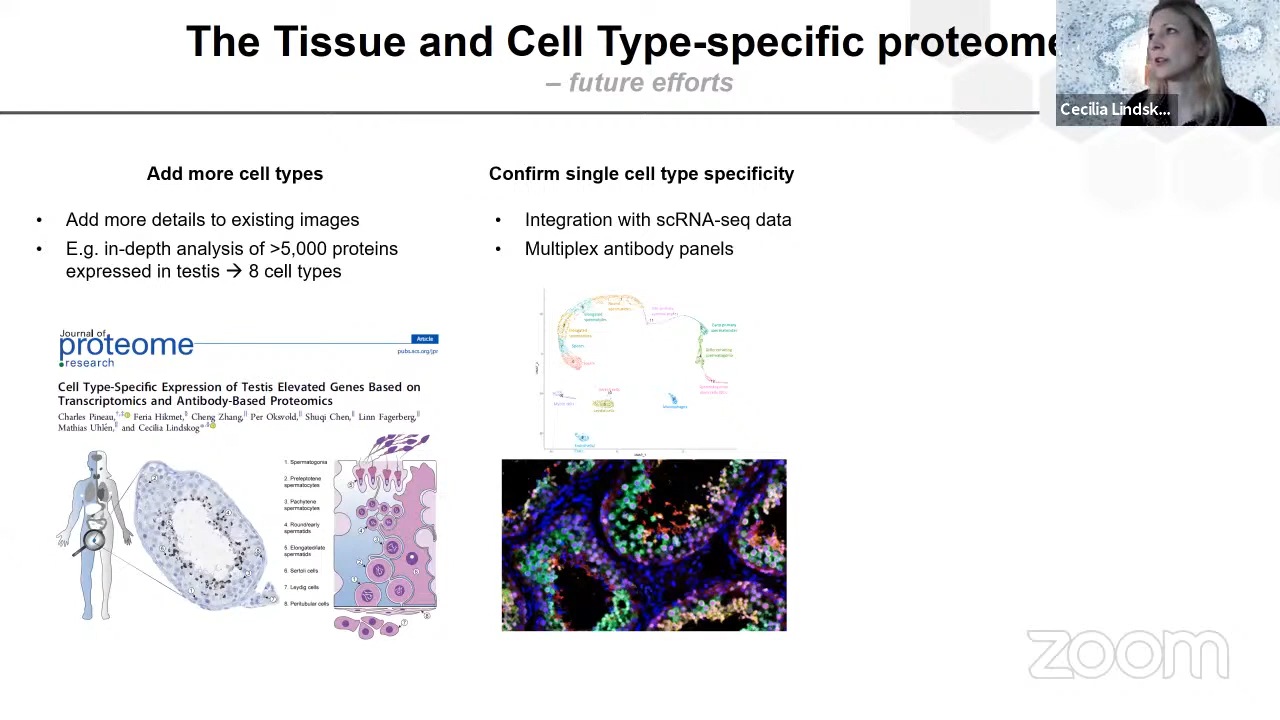 The Tissue and Cell Type-specific proteome
– future efforts
Cecilia Lindsk...
Add more cell types
• Add more details to existing images
• E.g. in-depth analysis of >5,000 proteins
expressed in testis → 8 cell types
Confirm single cell type specificity
• Integration with scRNA-seq data
• Multiplex antibody panels
Journal of
proteome
research
Article
pubs.acs.org/jpr
Cell Type-Specific Expression of Testis Elevated Genes Based on
Transcriptomics and Antibody-Based Proteomics
Charles Pineau, Feria Hikmet, Cheng Zhang, Per Oksvold, Shuqi Chen, Linn Fagerberg,
Mathias Uhlén, and Cecilia Lindskog
1. Spermatogonia
2. Preleptotene
spermatocytes
3. Pachytene
spermatocytes
4. Round/early
spermatids
5. Elongated/late
spermatids
6. Sertoli cells
7. Leydig cells
8. Peritubular cells
zoom